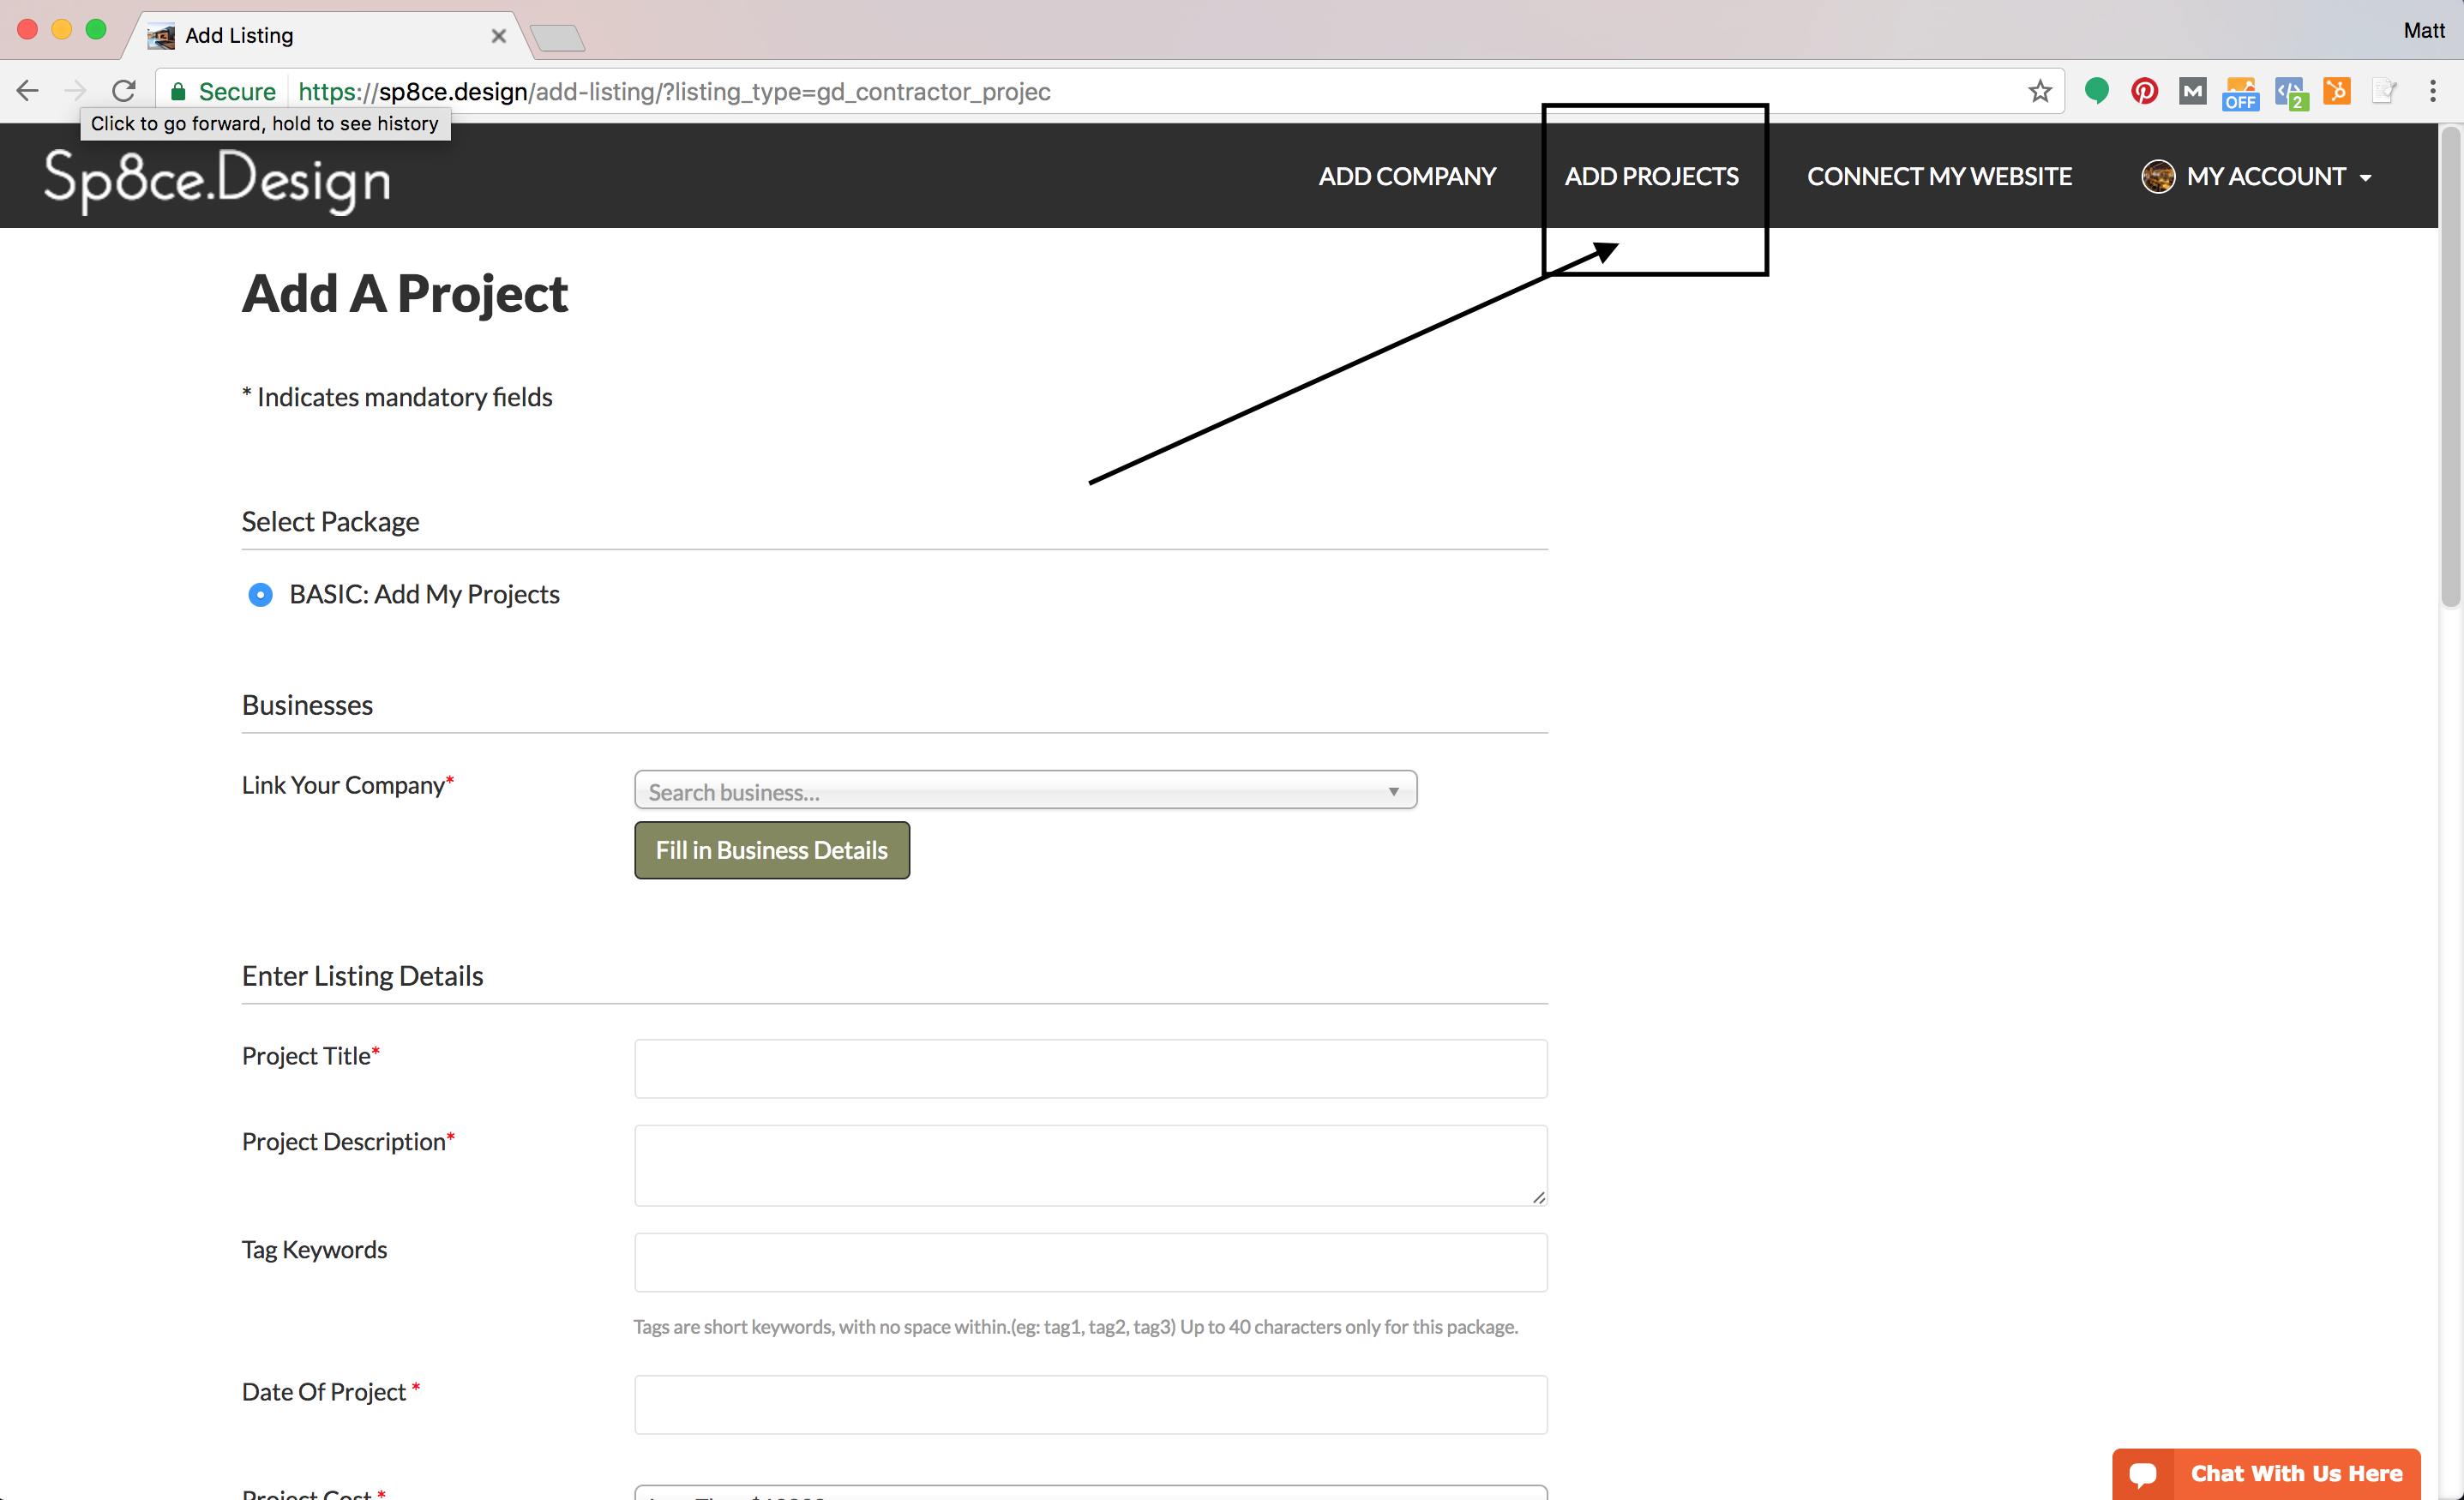 Add Listing
Matt
Secure
https://sp8ce.design/add-listing/?listing_type=gd_contractor_projec
OFF
2
Click to go forward, hold to see history
Sp8ce.Design
ADD COMPANY
ADD PROJECTS
CONNECT MY WEBSITE
MY ACCOUNT
Add A Project
* Indicates mandatory fields
Select Package
BASIC: Add My Projects
Businesses
Link Your Company*
Search business...
Fill in Business Details
Enter Listing Details
Project Title*
Project Description*
Tag Keywords
Tags are short keywords, with no space within.(eg: tag1, tag2, tag3) Up to 40 characters only for this package.
Date Of Project *
Project Cost *
Chat With Us Here